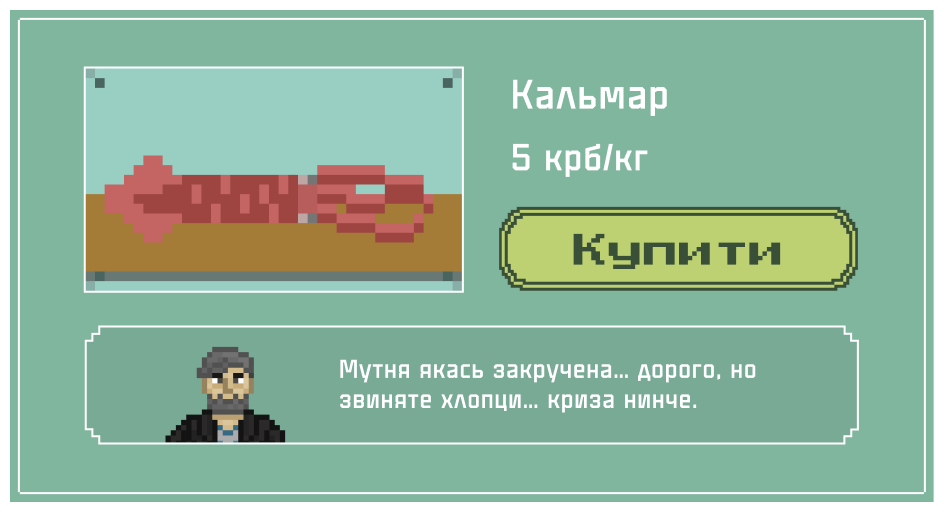 Кальмар
5 крб/кг
Купити
Мутня якась закручена... дорого, но
звиняте хлопци... криза нинче.